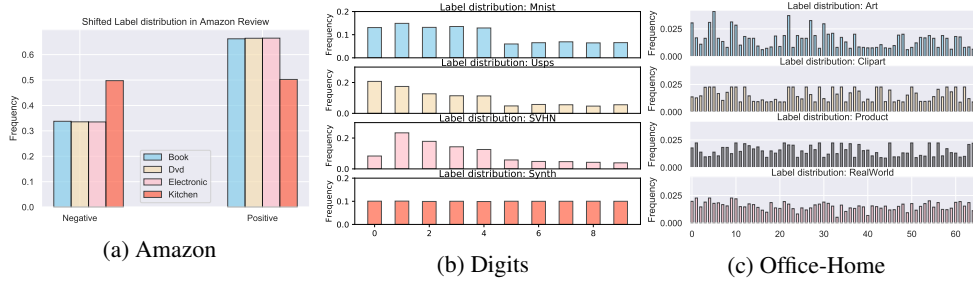 Shifted Label distribution in Amazon Review
Frequency
0.6
0.5
0.4
0.3
0.2
0.1
0.0
Book
Dvd
Electronic
Kitchen
Negative
Positive
(a) Amazon
Label distribution: Mnist
Frequency
0.2
0.1
0.0
Label distribution: Usps
Frequency
0.2
0.0
Label distribution: SVHN
Frequency
0.2
0.0
Label distribution: Synth
Frequency
0.2
0.1
0.0
0
2
4
6
8
(b) Digits
Label distribution: Art
Frequency
0.025
0.000
Label distribution: Clipart
Frequency
0.025
0.000
Label distribution: Product
Frequency
0.025
0.000
Label distribution: RealWorld
Frequency
0.025
0.000
0
10
20
30
40
50
60
(c) Office-Home